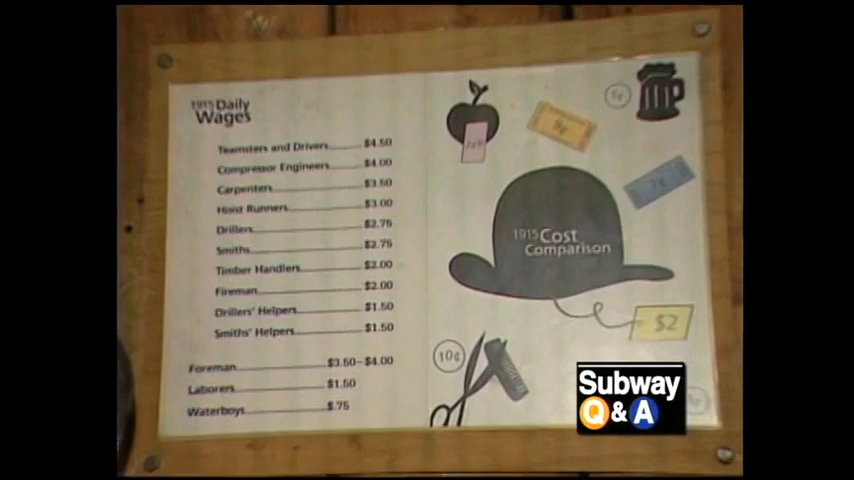 1915 Daily
Wages
Teamsters and Drivers $4.50
Compressor Engineers $4.00
Carpenters $3.50
Hoist Runners $3.00
Drillers $2.75
Smiths $2.75
Timber Handlers $2.00
Fireman $2.00
Drillers' Helpers $1.50
Smiths' Helpers $1.50
Foreman $3.50–$4.00
Laborers $1.50
Waterboys $.75
5¢
7¢
1915 Cost
Comparison
$2
10¢
Subway
Q & A